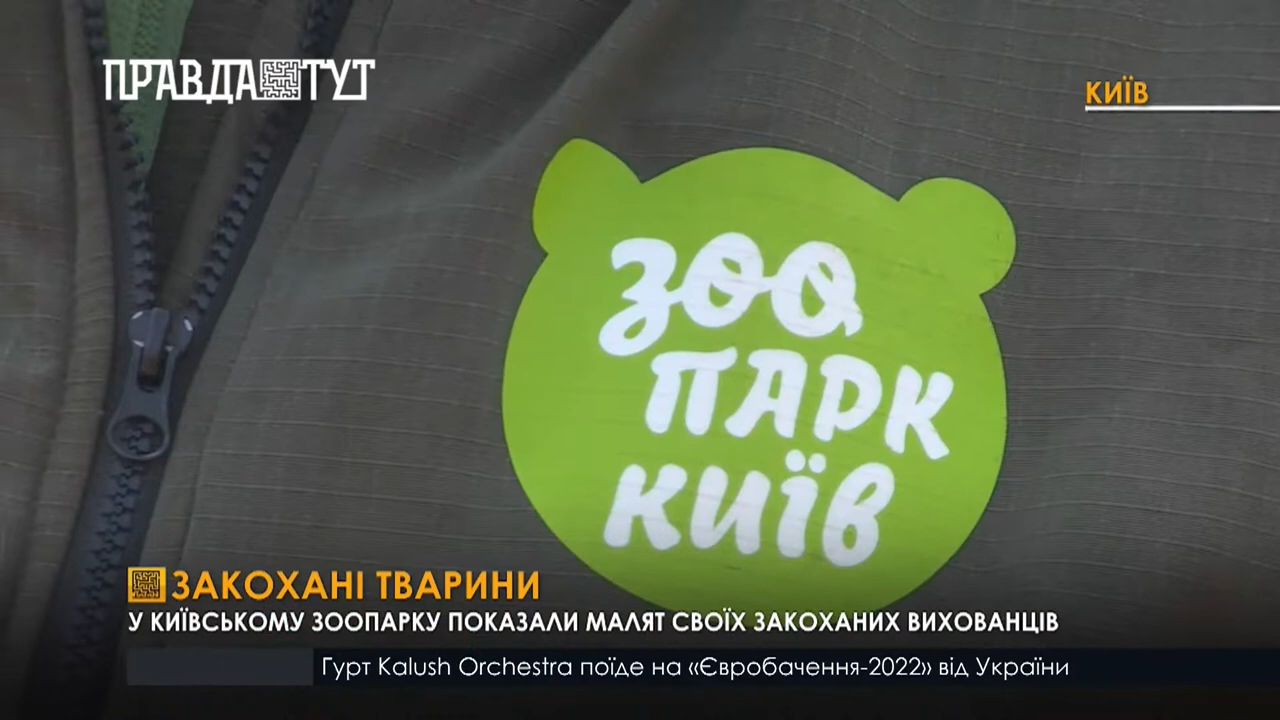 ПРАВДА ТУТ
КИЇВ
ЗОО
ПАРК
КИЇВ
ЗАКОХАНІ ТВАРИНИ
У КИЇВСЬКОМУ ЗООПАРКУ ПОКАЗАЛИ МАЛЯТ СВОЇХ ЗАКОХАНИХ ВИХОВАНЦІВ
Гурт Kalush Orchestra поїде на «Євробачення-2022» від України